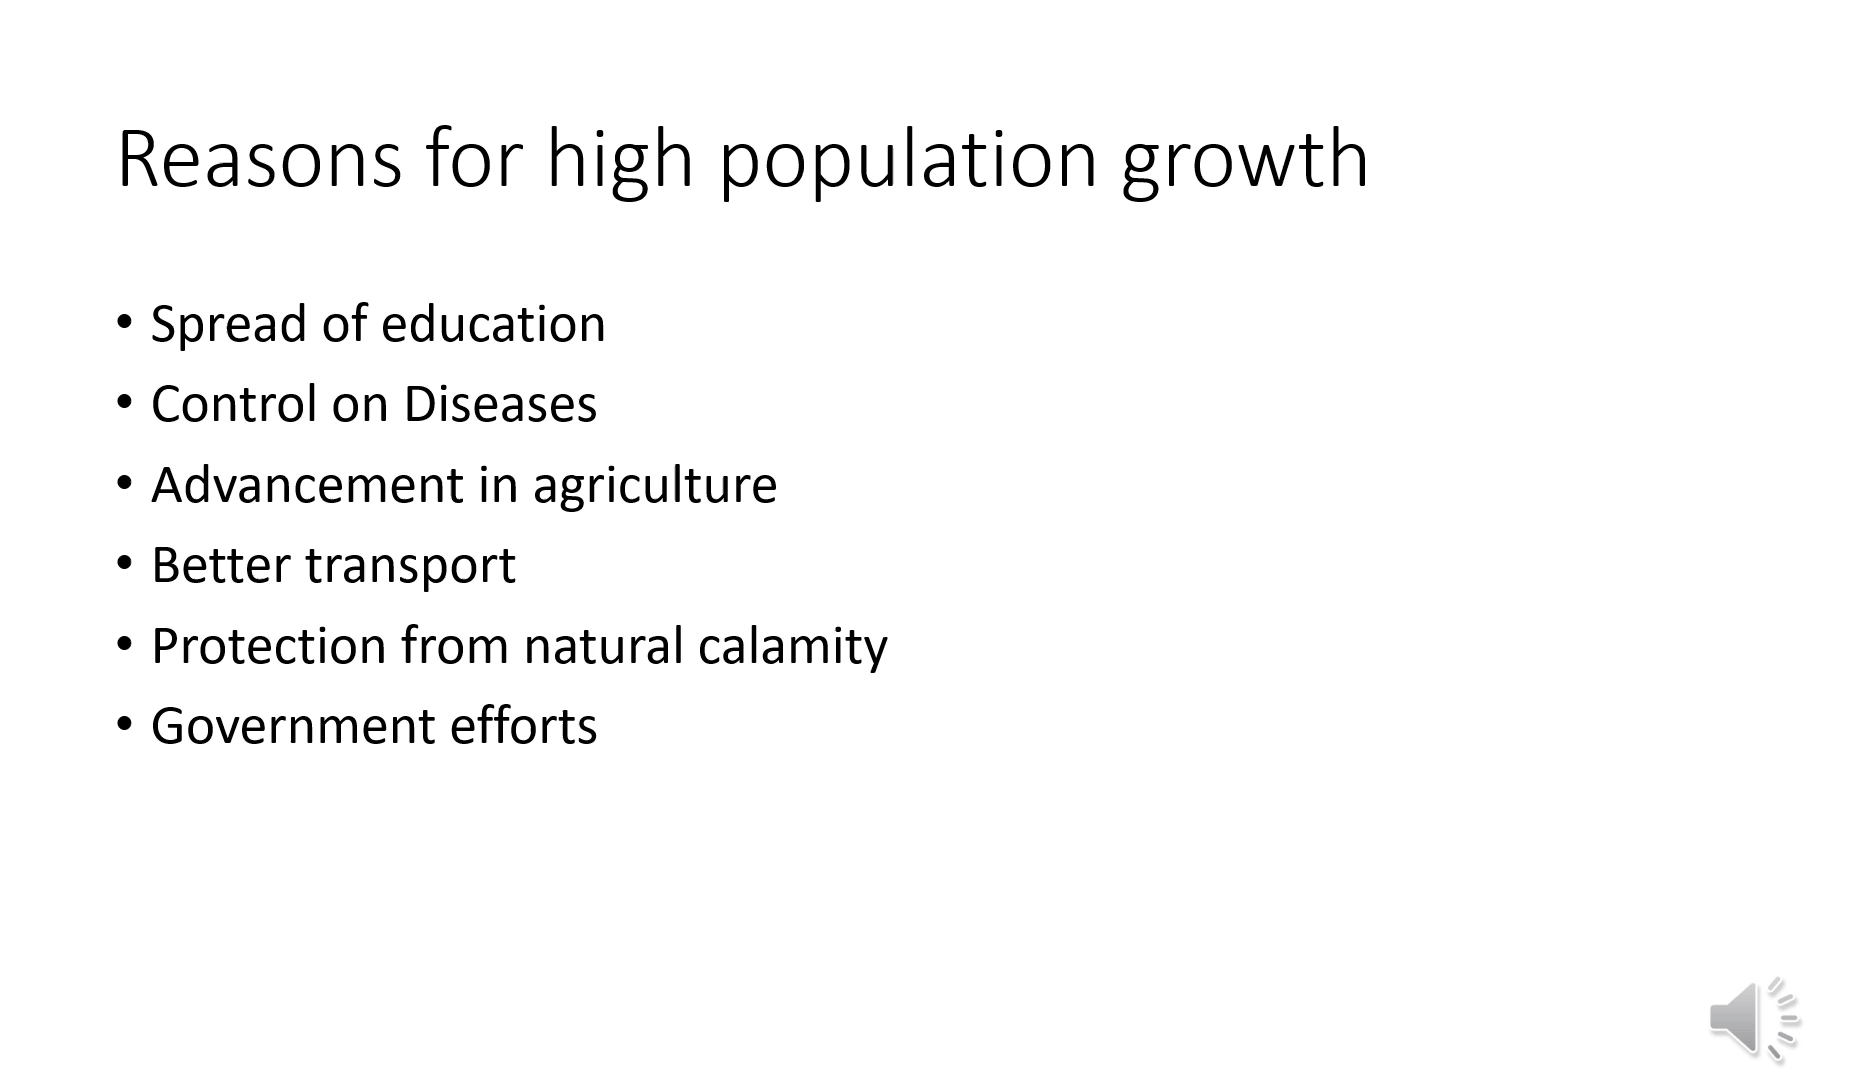 Reasons for high population growth
• Spread of education
• Control on Diseases
• Advancement in agriculture
• Better transport
• Protection from natural calamity
• Government efforts